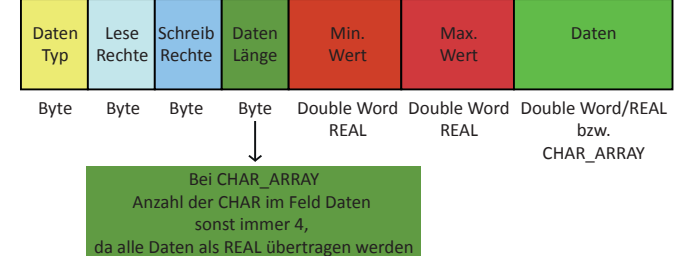 Daten Lese Schreib Daten Min. Max. Daten
Typ Rechte Rechte Länge Wert Wert
Byte Byte Byte Byte Double Word Double Word Double Word/REAL
REAL REAL bzw.
CHAR_ARRAY
Bei CHAR_ARRAY
Anzahl der CHAR im Feld Daten
sonst immer 4,
da alle Daten als REAL übertragen werden